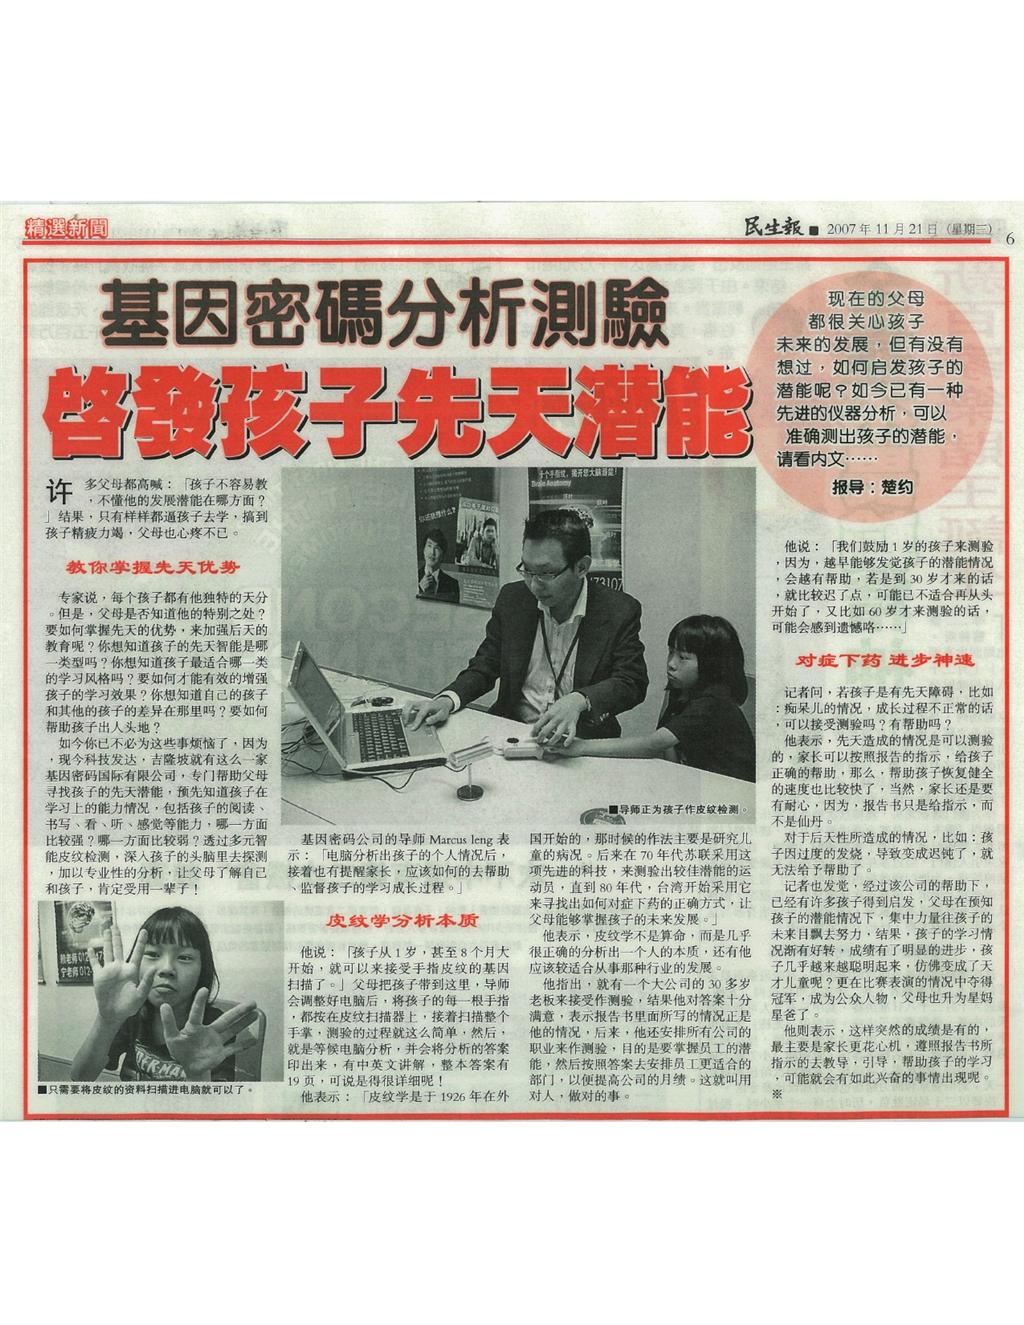 精選新聞
民生報 ■ 2007 年 11 月 21 日（星期三）
6
基因密碼分析測驗
啓發孩子先天潛能
现在的父母
都很关心孩子
未来的发展，但有没有
想过，如何启发孩子的
潜能呢？如今已有一种
先进的仪器分析，可以
准确测出孩子的潜能，
请看内文……
报导：楚约
许多父母都高喊：「孩子不容易教
，不懂他的发展潜能在哪方面？
」结果，只有样样都逼孩子去学，搞到
孩子精疲力竭，父母也心疼不已。
教你掌握先天优势
专家说，每个孩子都有他独特的天分
。但是，父母是否知道他的特别之处？
要如何掌握先天的优势，来加强后天的
教育呢？你想知道孩子的先天智能是哪
一类型吗？你想知道孩子最适合哪一类
的学习风格吗？要如何才能有效的增强
孩子的学习效果？你想知道自己的孩子
和其他的孩子的差异在那里吗？要如何
帮助孩子出人头地？
如今你已不必为这些事烦恼了，因为
，现今科技发达，吉隆坡就有这么一家
基因密码国际有限公司，专门帮助父母
寻找孩子的先天潜能，预先知道孩子在
学习上的能力情况，包括孩子的阅读、
书写、看、听、感觉等能力，哪一方面
比较强？哪一方面比较弱？透过多元智
能皮纹检测，深入孩子的头脑里去探测
，加以专业性的分析，让父母了解自己
和孩子，肯定受用一辈子！
■只需要将皮纹的资料扫描进电脑就可以了。
十个手指纹，揭开您大脑潜能！
Brain Anatomy
73107
■导师正为孩子作皮纹检测。
基因密码公司的导师 Marcus leng 表
示：「电脑分析出孩子的个人情况后，
接着也有提醒家长，应该如何的去帮助
、监督孩子的学习成长过程。」
皮纹学分析本质
他说：「孩子从 1 岁，甚至 8 个月大
开始，就可以来接受手指皮纹的基因
扫描了。」父母把孩子带到这里，导师
会调整好电脑后，将孩子的每一根手指
，都按在皮纹扫描器上，接着扫描整个
手掌，测验的过程就这么简单，然后，
就是等候电脑分析，并会将分析的答案
印出来，有中英文讲解，整本答案有
19 页，可说是得很详细呢！
他表示：「皮纹学是于 1926 年在外
国开始的，那时候的作法主要是研究儿
童的病况。后来在 70 年代苏联采用这
项先进的科技，来测验出较佳潜能的运
动员，直到 80 年代，台湾开始采用它
来寻找出如何对症下药的正确方式，让
父母能够掌握孩子的未来发展。」
他表示，皮纹学不是算命，而是几乎
很正确的分析出一个人的本质，还有他
应该较适合从事那种行业的发展。
他指出，就有一个大公司的 30 多岁
老板来接受作测验，结果他对答案十分
满意，表示报告书里面所写的情况正是
他的情况，后来，他还安排所有公司的
职业来作测验，目的是要掌握员工的潜
能，然后按照答案去安排员工更适合的
部门，以便提高公司的月绩。这就叫用
对人，做对的事。
他说：「我们鼓励 1 岁的孩子来测验
，因为，越早能够发觉孩子的潜能情况
，会越有帮助，若是到 30 岁才来的话
，就比较迟了点，可能已不适合再从头
开始了，又比如 60 岁才来测验的话，
可能会感到遗憾咯……」
对症下药 进步神速
记者问，若孩子是有先天障碍，比如
：痴呆儿的情况，成长过程不正常的话
，可以接受测验吗？有帮助吗？
他表示，先天造成的情况是可以测验
的，家长可以按照报告的指示，给孩子
正确的帮助，那么，帮助孩子恢复健全
的速度也比较快了，当然，家长还是要
有耐心，因为，报告书只是给指示，而
不是仙丹。
对于后天性所造成的情况，比如：孩
子因过度的发烧，导致变成迟钝了，就
无法给予帮助了。
记者也发觉，经过该公司的帮助下，
已经有许多孩子得到启发，父母在预知
孩子的潜能情况下，集中力量往孩子的
未来目飘去努力，结果，孩子的学习情
况渐有好转，成绩有了明显的进步，孩
子几乎越来越聪明起来，仿佛变成了天
才儿童呢？更在比赛表演的情况中夺得
冠军，成为公众人物，父母也升为星妈
星爸了。
他则表示，这样突然的成绩是有的，
最主要是家长更花心机，遵照报告书所
指示的去教导，引导，帮助孩子的学习
，可能就会有如此兴奋的事情出现呢。
※